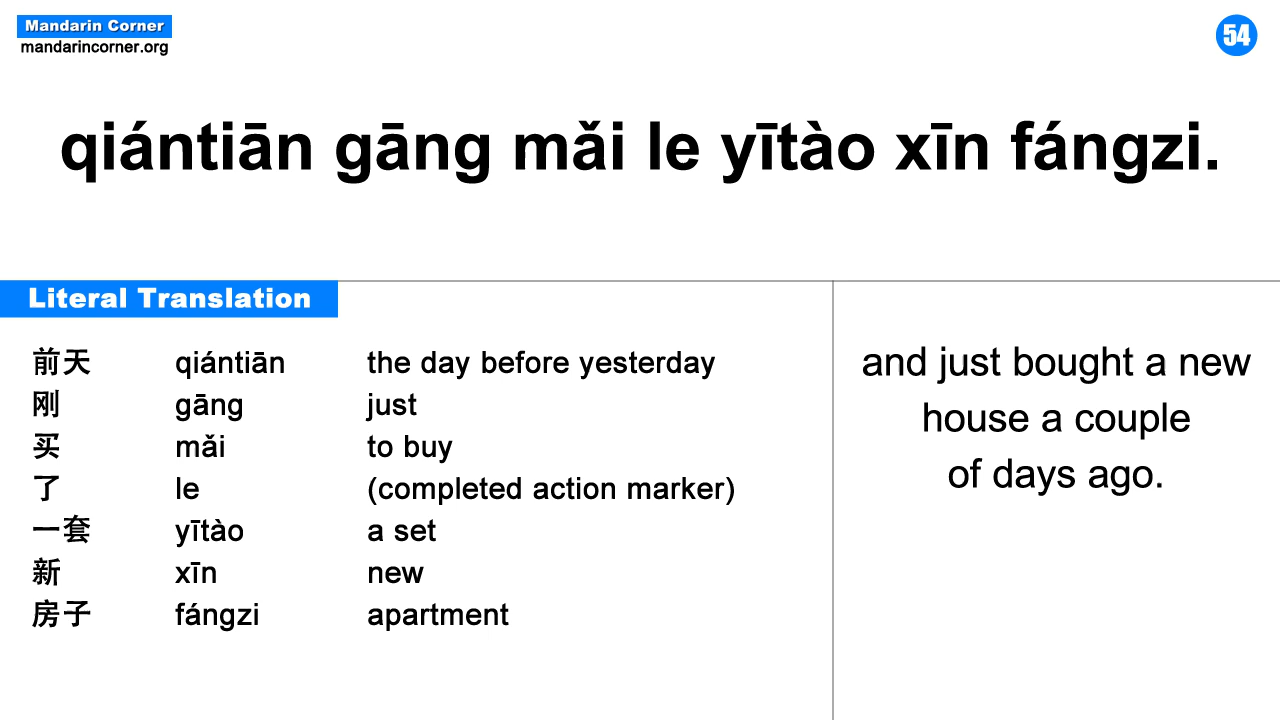 Mandarin Corner
mandarincorner.org
54
qiántiān gāng mǎi le yītào xīn fángzi.
Literal Translation
前天 qiántiān the day before yesterday
刚 gāng just
买 mǎi to buy
了 le (completed action marker)
一套 yītào a set
新 xīn new
房子 fángzi apartment
and just bought a new
house a couple
of days ago.